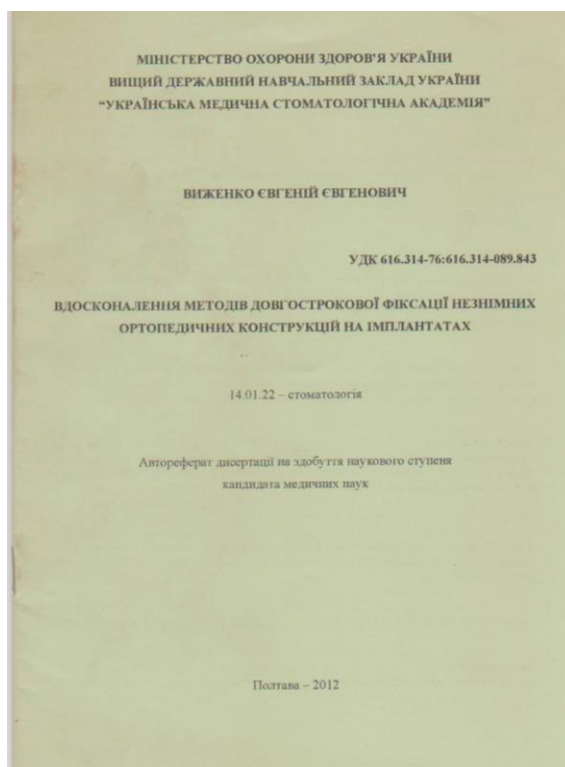 МІНІСТЕРСТВО ОХОРОНИ ЗДОРОВ'Я УКРАЇНИ
ВИЩИЙ ДЕРЖАВНИЙ НАВЧАЛЬНИЙ ЗАКЛАД УКРАЇНИ
“УКРАЇНСЬКА МЕДИЧНА СТОМАТОЛОГІЧНА АКАДЕМІЯ”
ВИЖЕНКО ЄВГЕНІЙ ЄВГЕНОВИЧ
УДК 616.314-76:616.314-089.843
ВДОСКОНАЛЕННЯ МЕТОДІВ ДОВГОСТРОКОВОЇ ФІКСАЦІЇ НЕЗНІМНИХ
ОРТОПЕДИЧНИХ КОНСТРУКЦІЙ НА ІМПЛАНТАТАХ
14.01.22 – стоматологія
Автореферат дисертації на здобуття наукового ступеня
кандидата медичних наук
Полтава – 2012